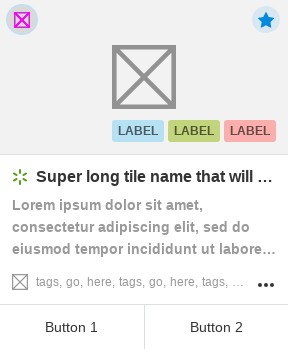 LABEL LABEL LABEL
Super long tile name that will …
Lorem ipsum dolor sit amet,
consectetur adipiscing elit, sed do
eiusmod tempor incididunt ut labore…
tags, go, here, tags, go, here, tags, …
Button 1 Button 2